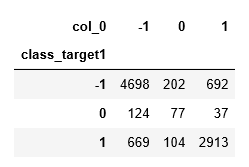 col_0 -1 0 1
class_target1
-1 4698 202 692
0 124 77 37
1 669 104 2913